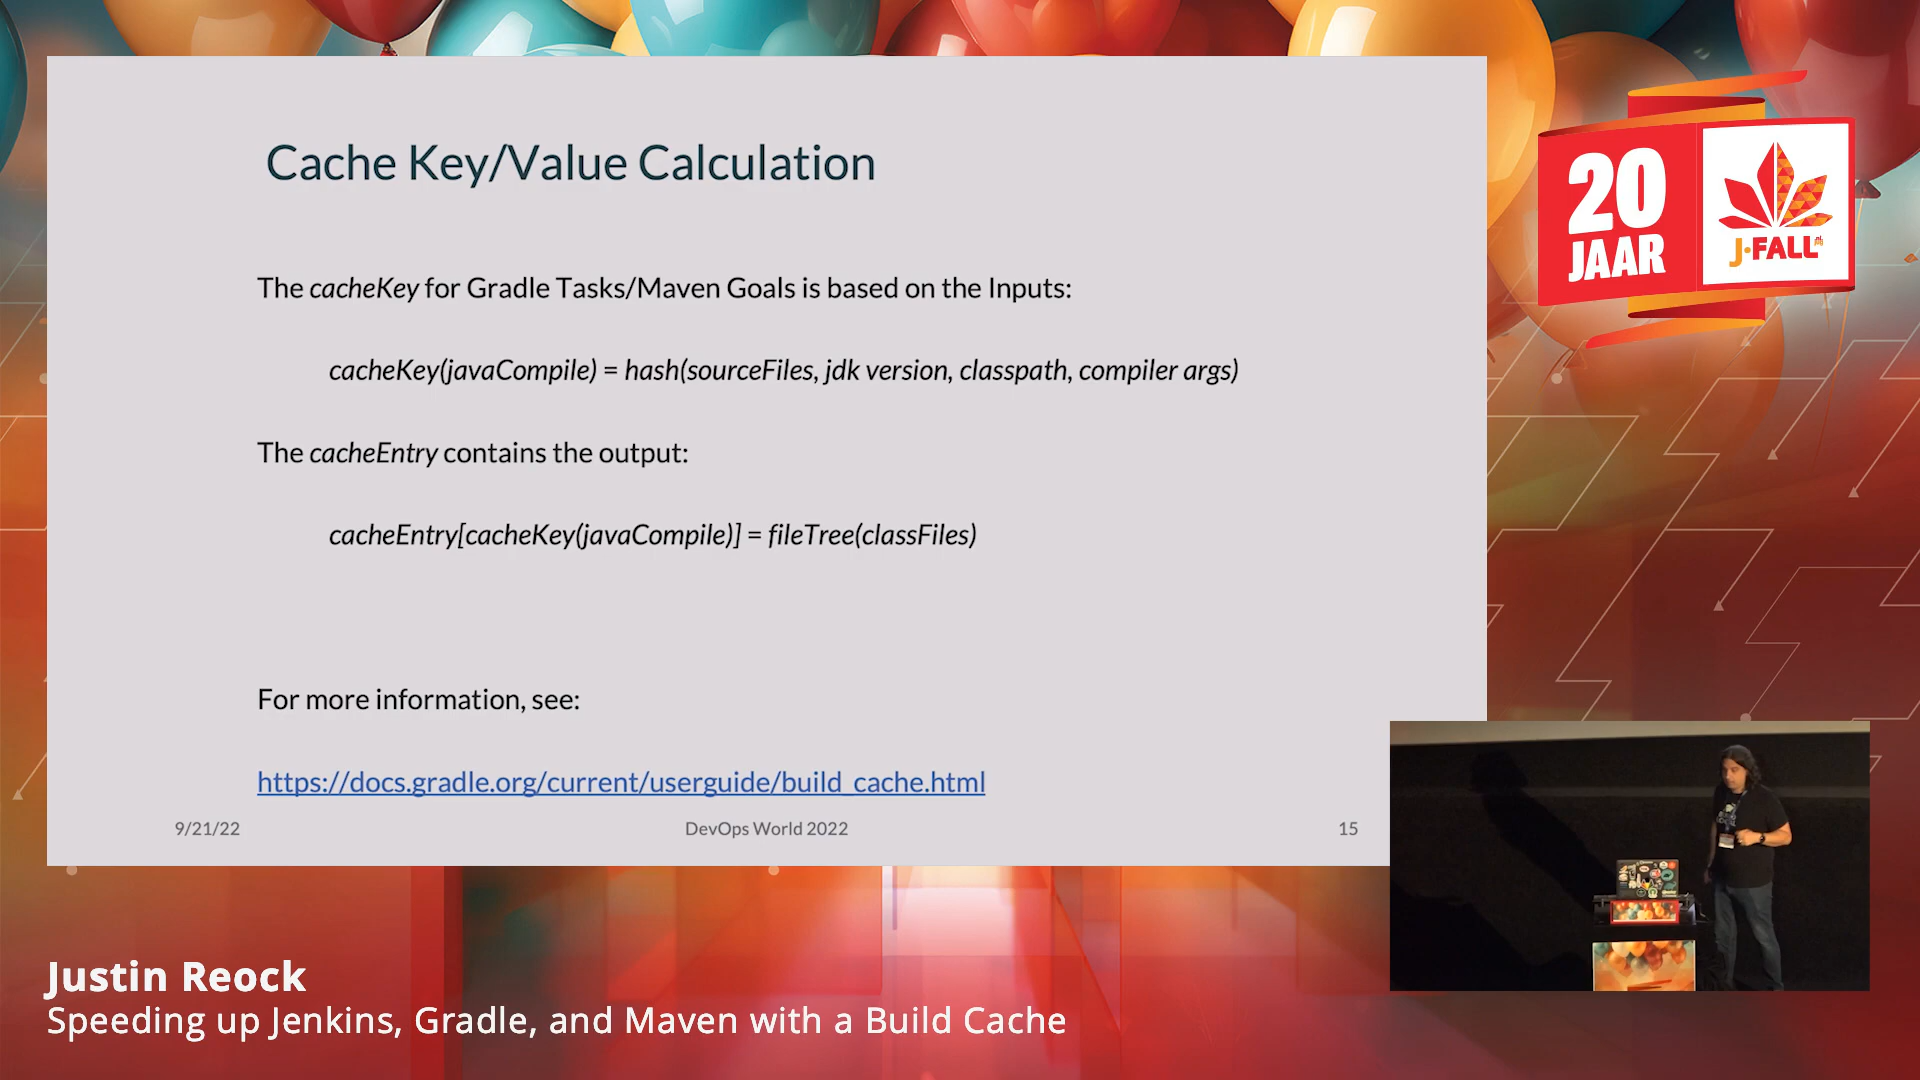 Cache Key/Value Calculation
The cacheKey for Gradle Tasks/Maven Goals is based on the Inputs:
cacheKey(javaCompile) = hash(sourceFiles, jdk version, classpath, compiler args)
The cacheEntry contains the output:
cacheEntry[cacheKey(javaCompile)] = fileTree(classFiles)
For more information, see:
https://docs.gradle.org/current/userguide/build_cache.html
9/21/22
DevOps World 2022
15
20
JAAR
J-FALL
Justin Reock
Speeding up Jenkins, Gradle, and Maven with a Build Cache